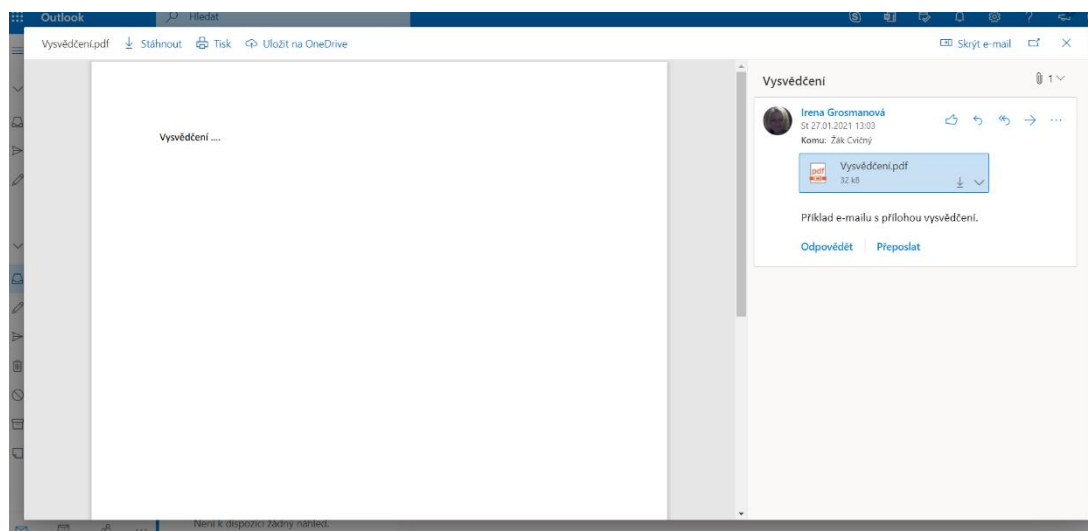 Outlook
Hledat
Vysvědčení.pdf Stáhnout Tisk Uložit na OneDrive
Skrýt e-mail
Vysvědčení ....
Vysvědčení
1
Irena Grosmanová
St 27.01.2021 13:03
Komu: Žák Cvičný
pdf
Vysvědčení.pdf
32 kB
Příklad e-mailu s přílohou vysvědčení.
Odpovědět Přeposlat
Není k dispozici žádný náhled.